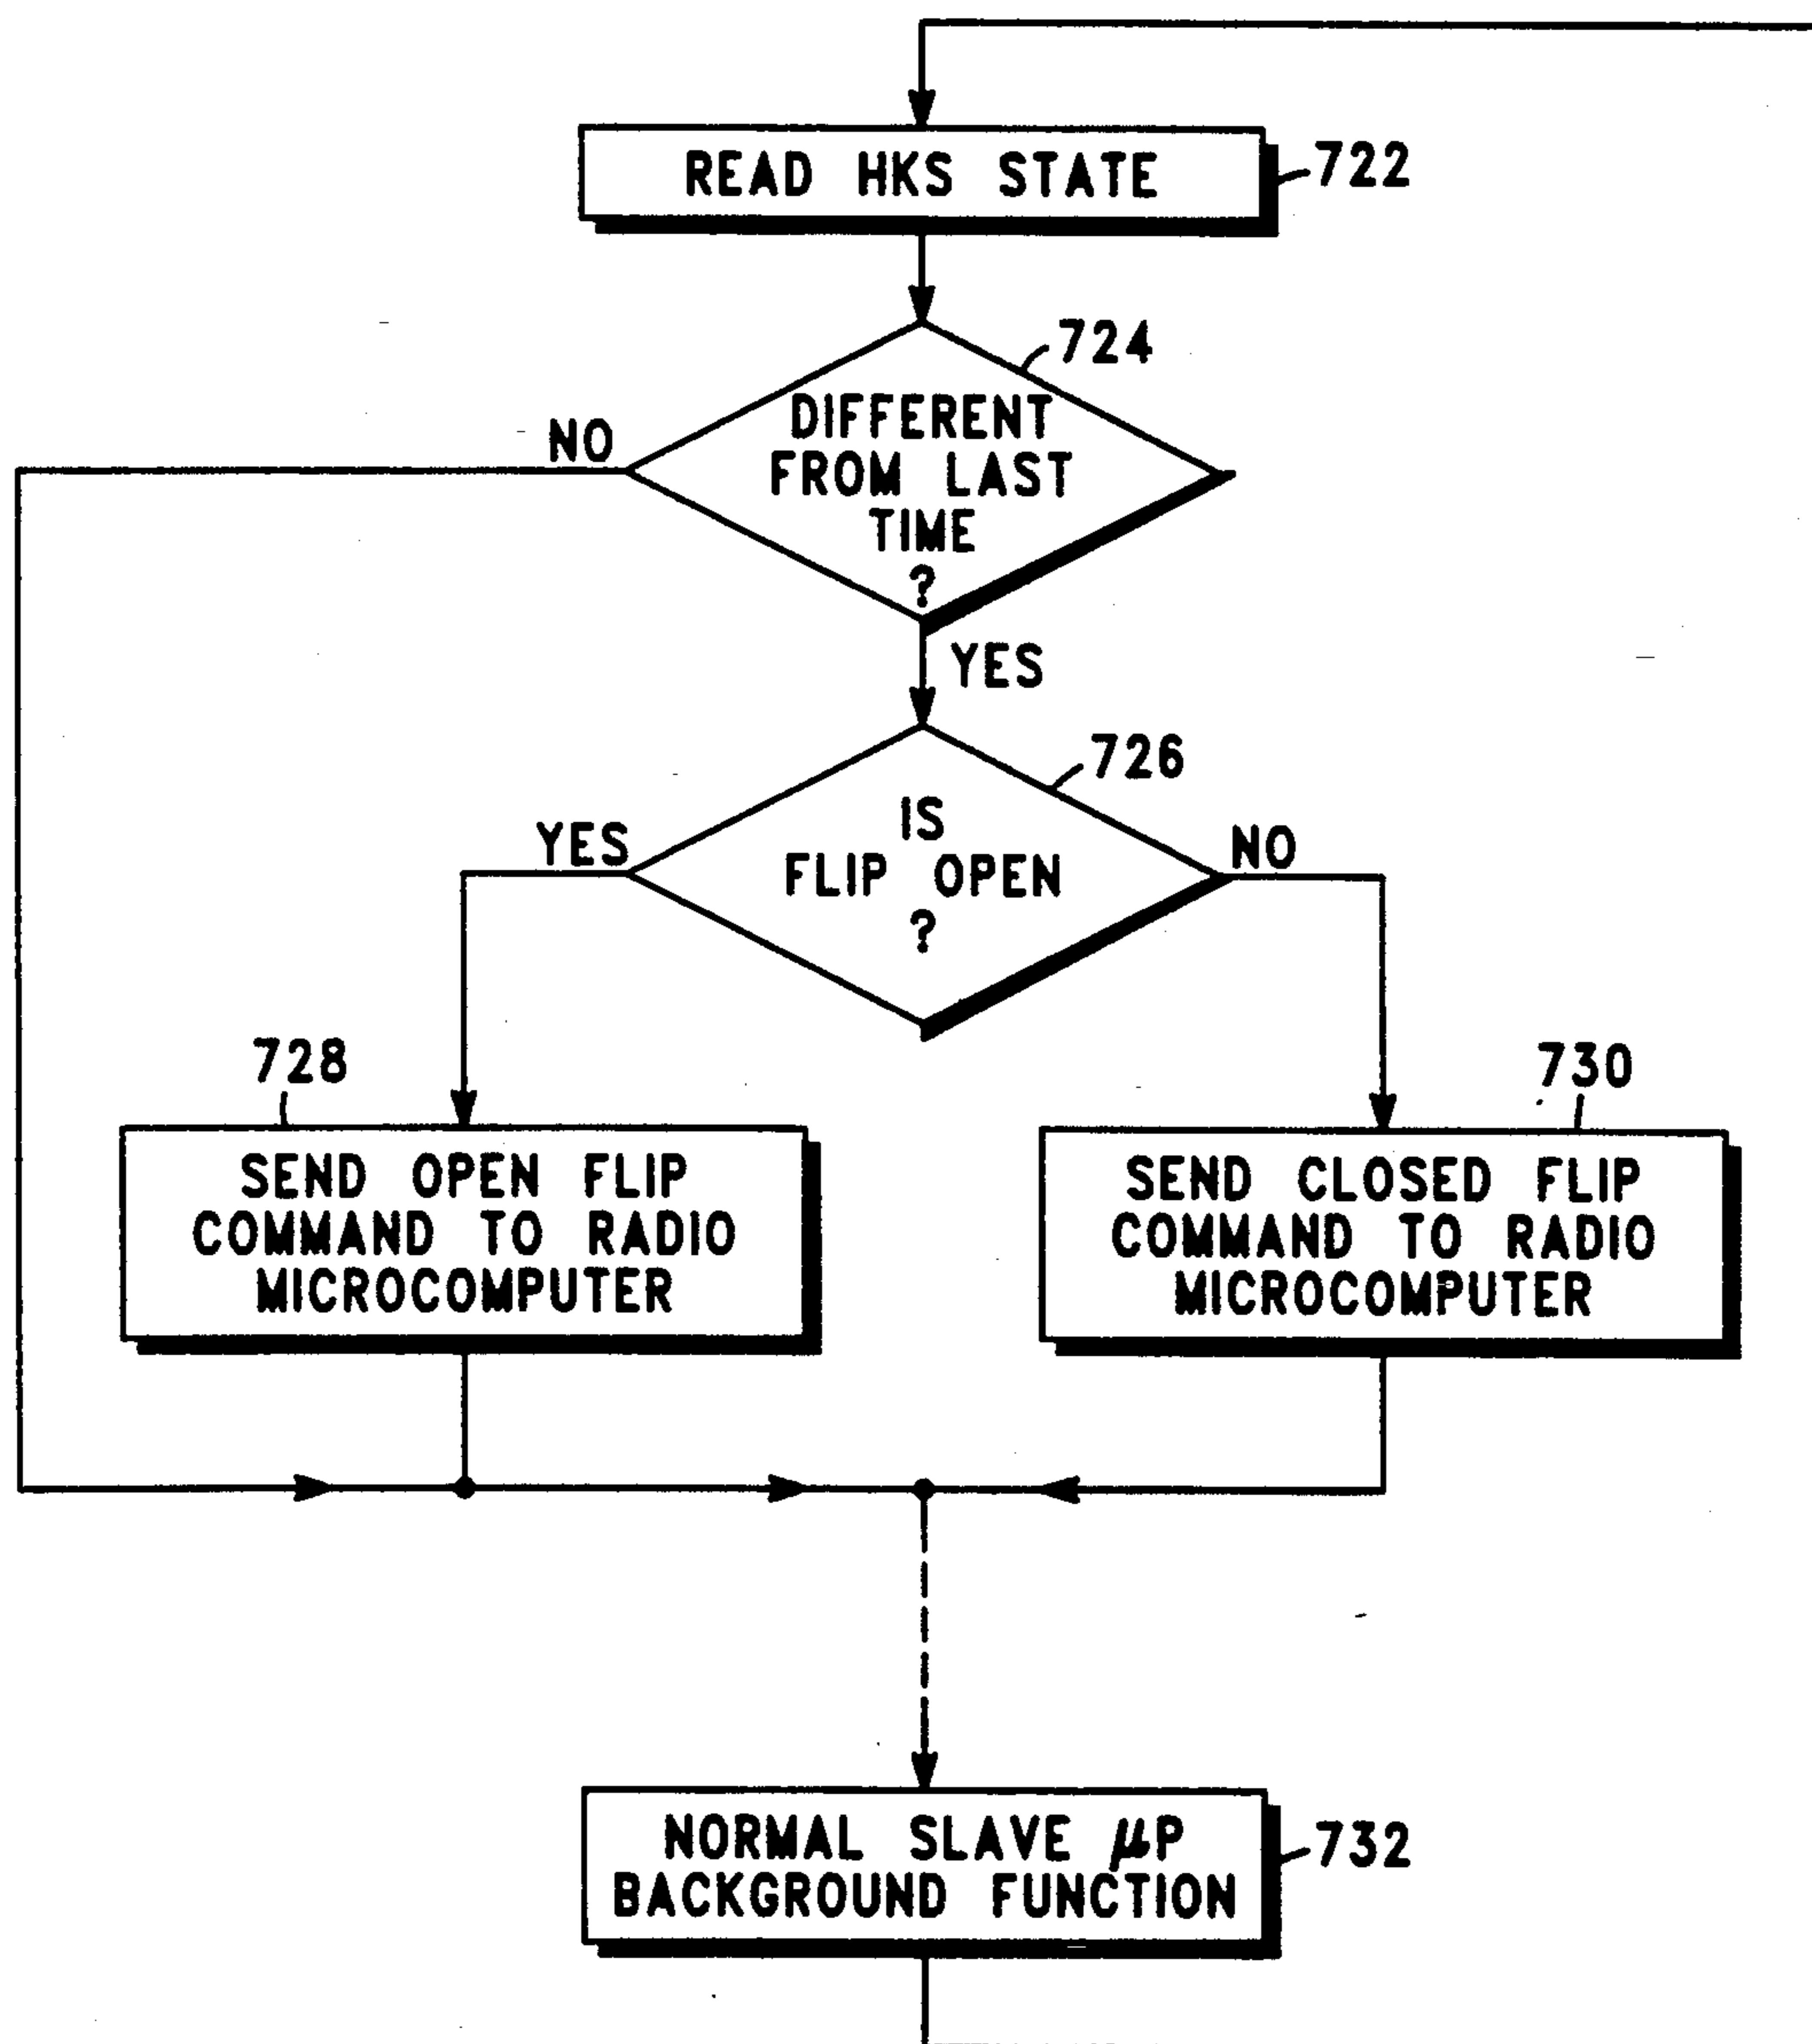 READ HKS STATE
722
724
DIFFERENT
FROM LAST
TIME
?
NO
YES
726
IS
FLIP OPEN
?
YES
NO
728
SEND OPEN FLIP
COMMAND TO RADIO
MICROCOMPUTER
730
SEND CLOSED FLIP
COMMAND TO RADIO
MICROCOMPUTER
NORMAL SLAVE μP
BACKGROUND FUNCTION
732